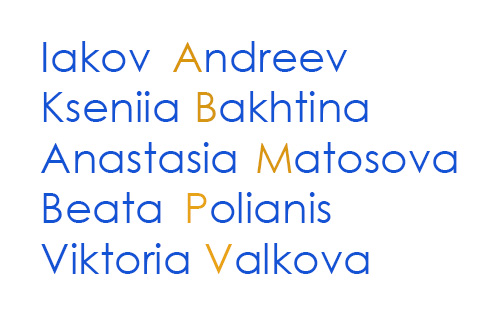 Iakov Andreev
Kseniia Bakhtina
Anastasia Matosova
Beata Polianis
Viktoria Valkova